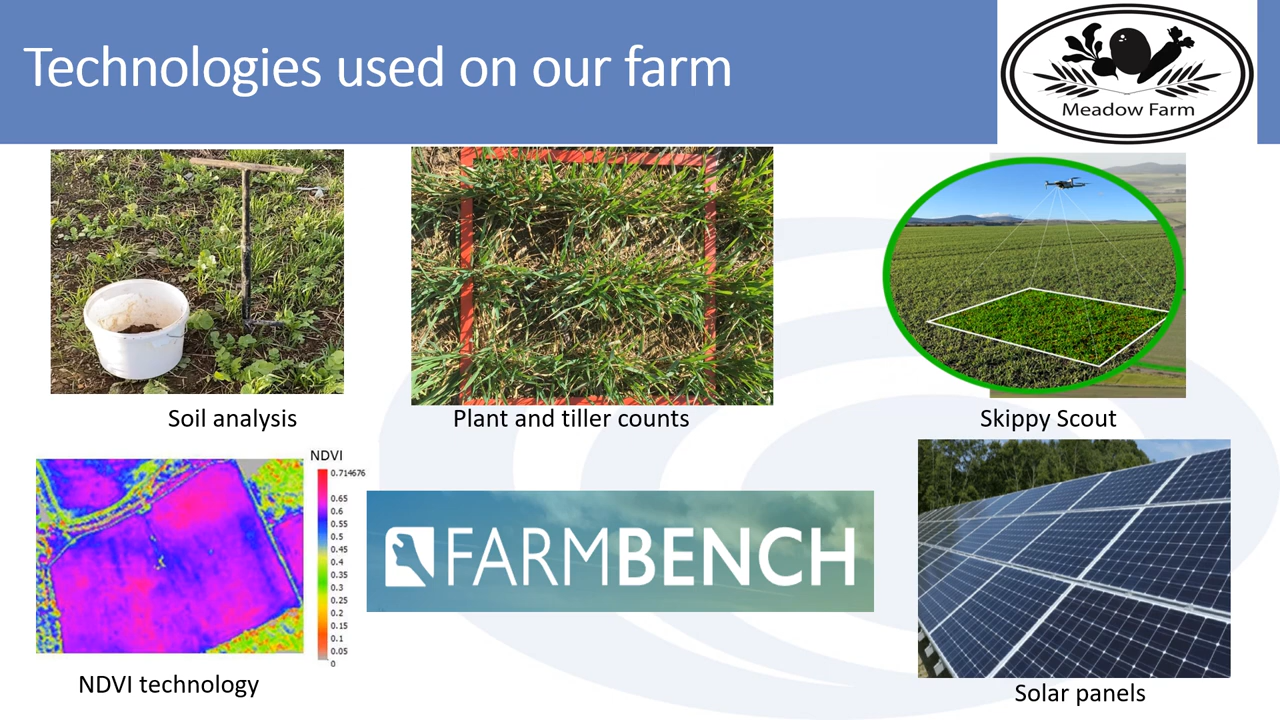 Technologies used on our farm
Meadow Farm
Soil analysis
Plant and tiller counts
Skippy Scout
NDVI
0.714676
0.65
0.6
0.55
0.5
0.45
0.4
0.35
0.3
0.25
0.2
0.15
0.1
0.05
0
FARMBENCH
NDVI technology
Solar panels